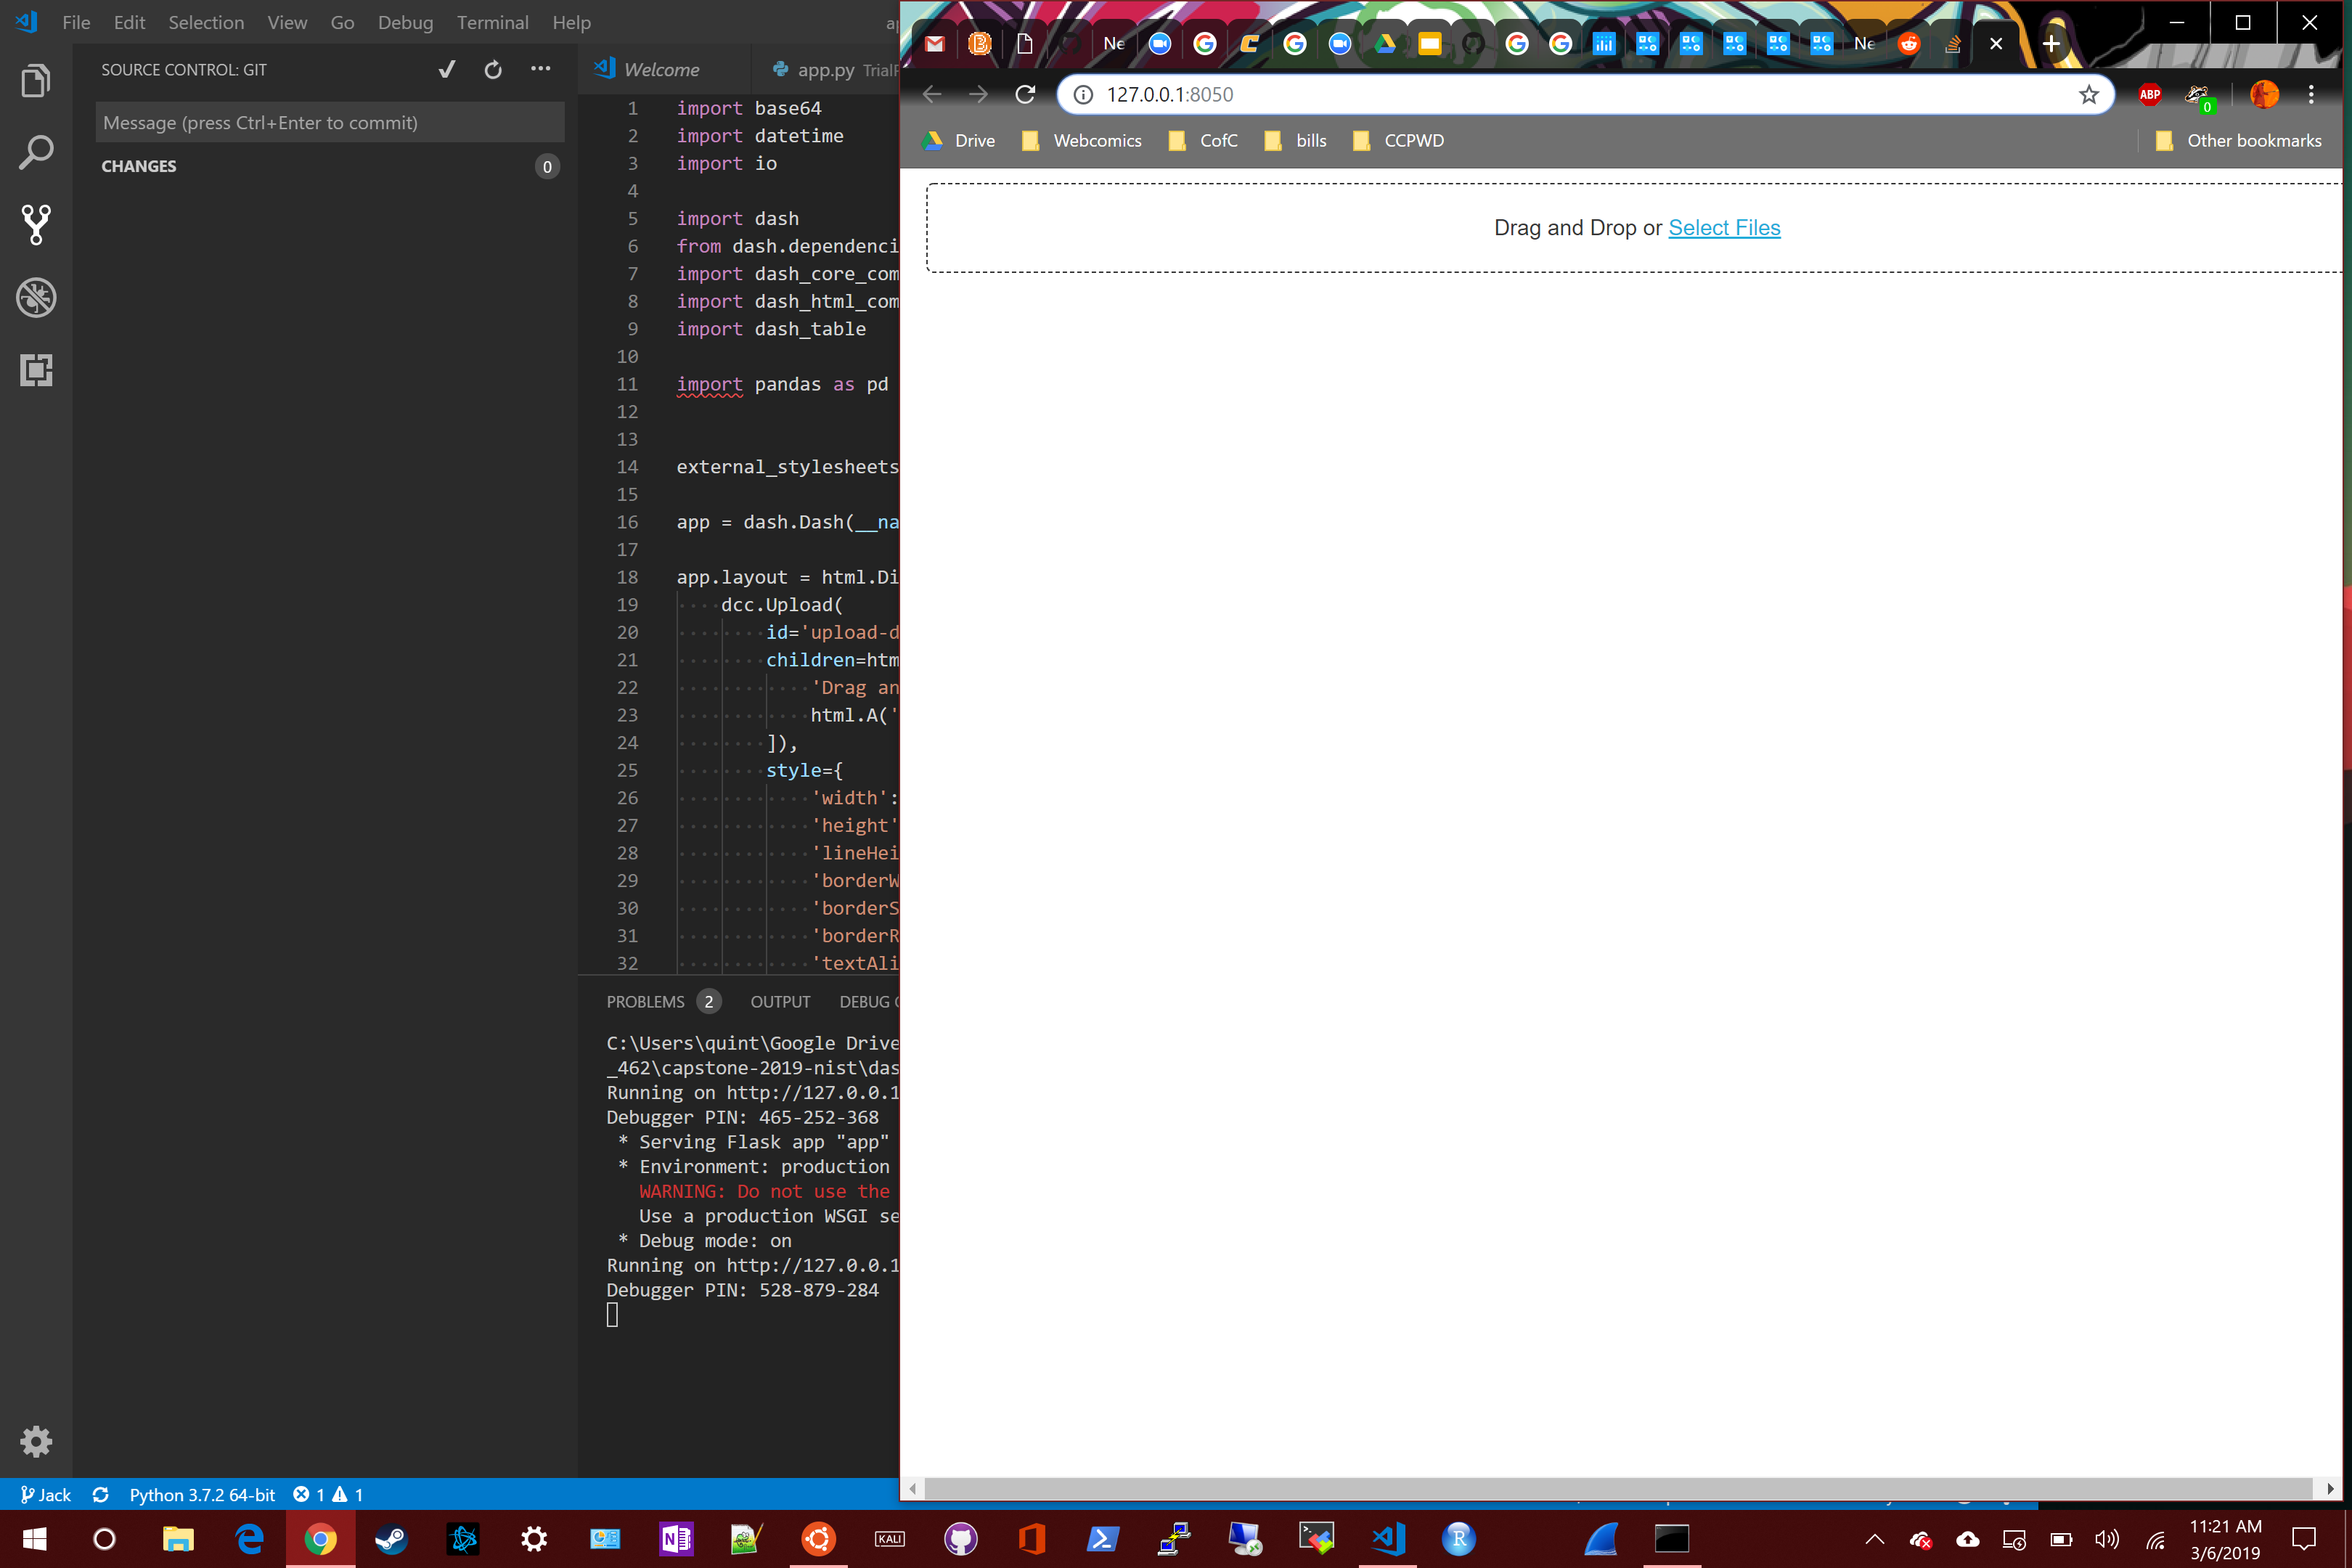 File Edit Selection View Go Debug Terminal Help
SOURCE CONTROL: GIT
Message (press Ctrl+Enter to commit)
CHANGES 0
Welcome
app.py
1 import base64
2 import datetime
3 import io
4
5 import dash
6 from dash.dependenci
7 import dash_core_com
8 import dash_html_com
9 import dash_table
10
11 import pandas as pd
12
13
14 external_stylesheets
15
16 app = dash.Dash(__na
17
18 app.layout = html.Di
19 dcc.Upload(
20 id='upload-d
21 children=htm
22 'Drag an
23 html.A('
24 ]),
25 style={
26 'width':
27 'height'
28 'lineHei
29 'borderW
30 'borderS
31 'borderR
32 'textAli
PROBLEMS 2 OUTPUT DEBUG
C:\Users\quint\Google Drive
_462\capstone-2019-nist\das
Running on http://127.0.0.1
Debugger PIN: 465-252-368
* Serving Flask app "app"
* Environment: production
WARNING: Do not use the
Use a production WSGI se
* Debug mode: on
Running on http://127.0.0.1
Debugger PIN: 528-879-284
Jack Python 3.7.2 64-bit 1 1
Ne
Ne
127.0.0.1:8050
ABP
0
Drive Webcomics CofC bills CCPWD Other bookmarks
Drag and Drop or Select Files
KALI
11:21 AM
3/6/2019